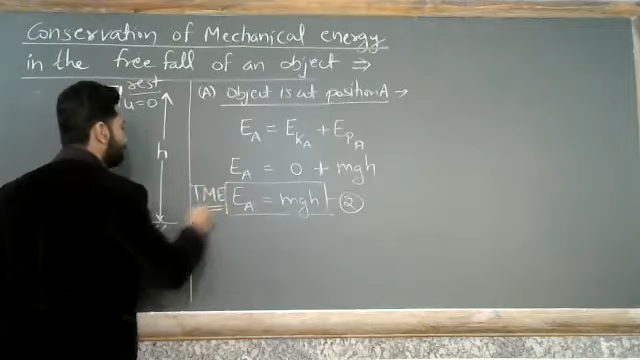 Conservation of Mechanical energy
in the free fall of an object ⇒
rest
u=0
h
(A) Object is at position A →
E_A = E_KA + E_PA
E_A = 0 + mgh
TME E_A = mgh - ②